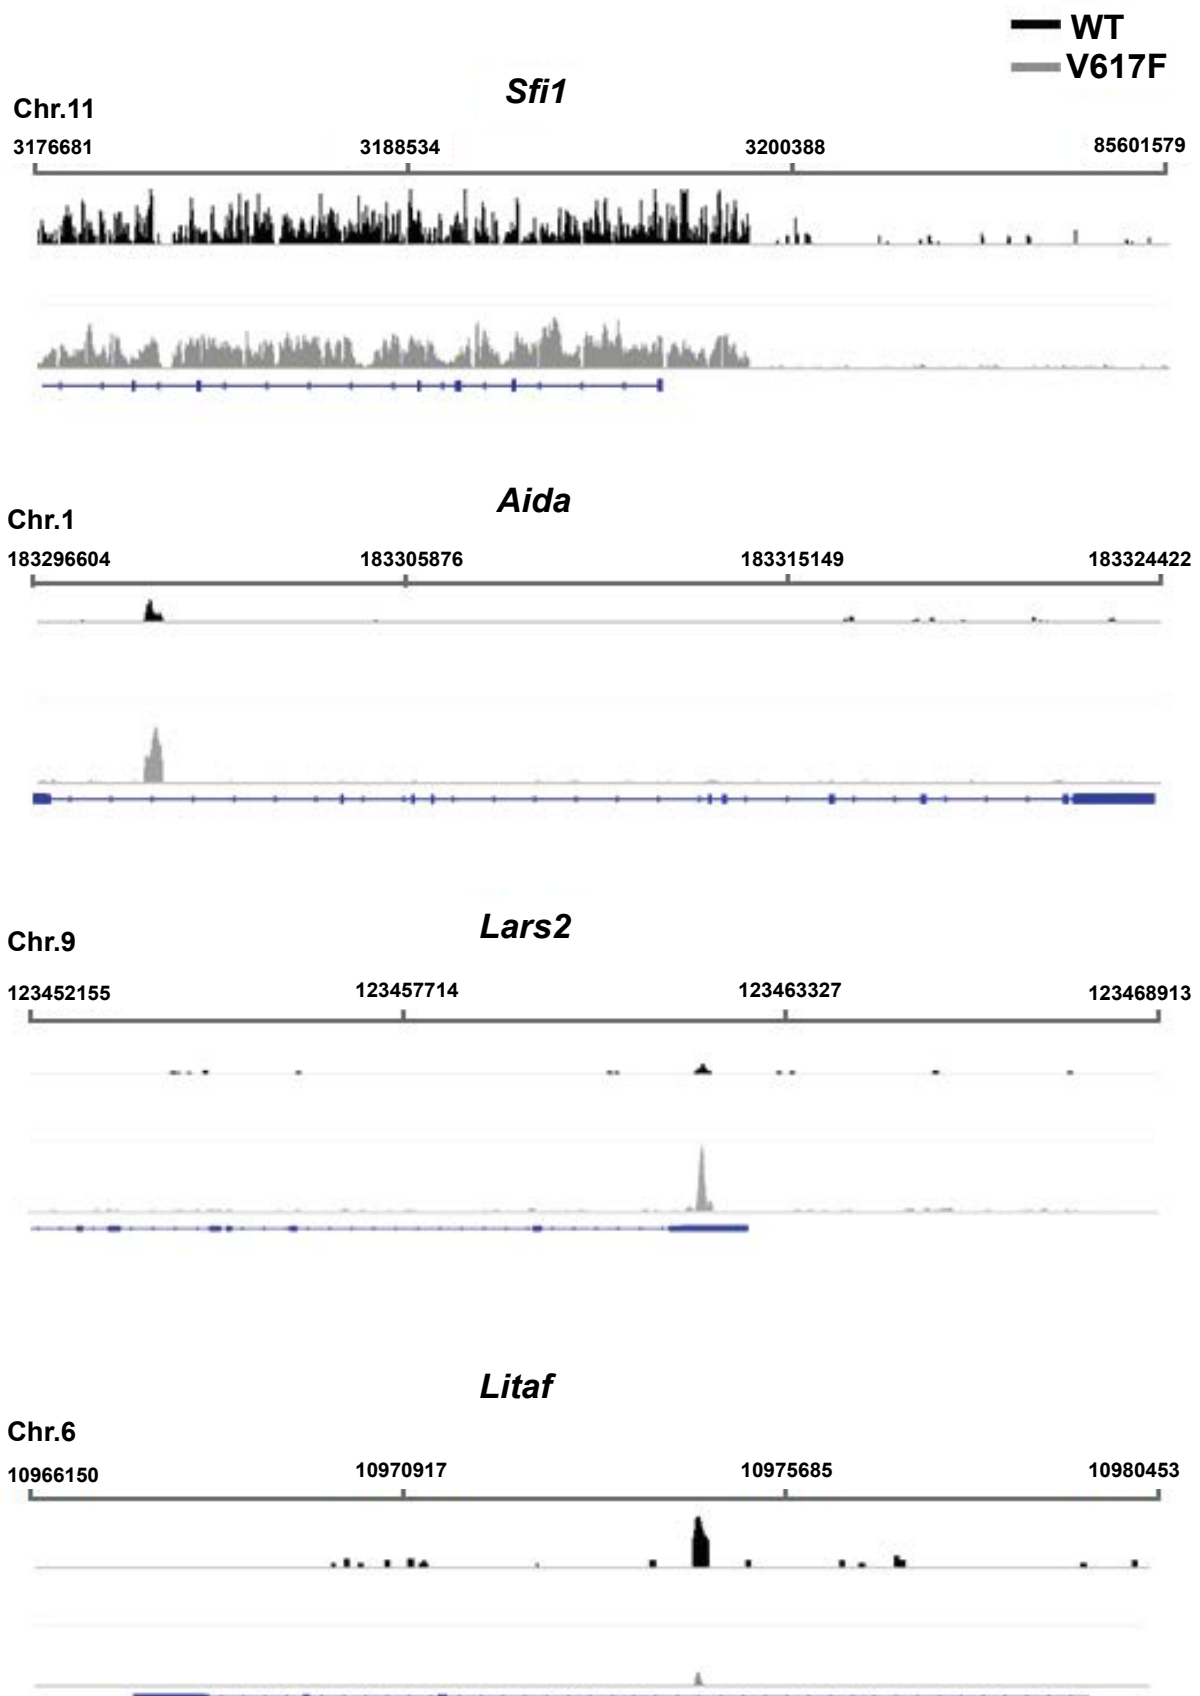 WT
V617F
Sfi1
Chr.11
3176681 3188534 3200388 85601579
Aida
Chr.1
183296604 183305876 183315149 183324422
Lars2
Chr.9
123452155 123457714 123463327 123468913
Litaf
Chr.6
10966150 10970917 10975685 10980453